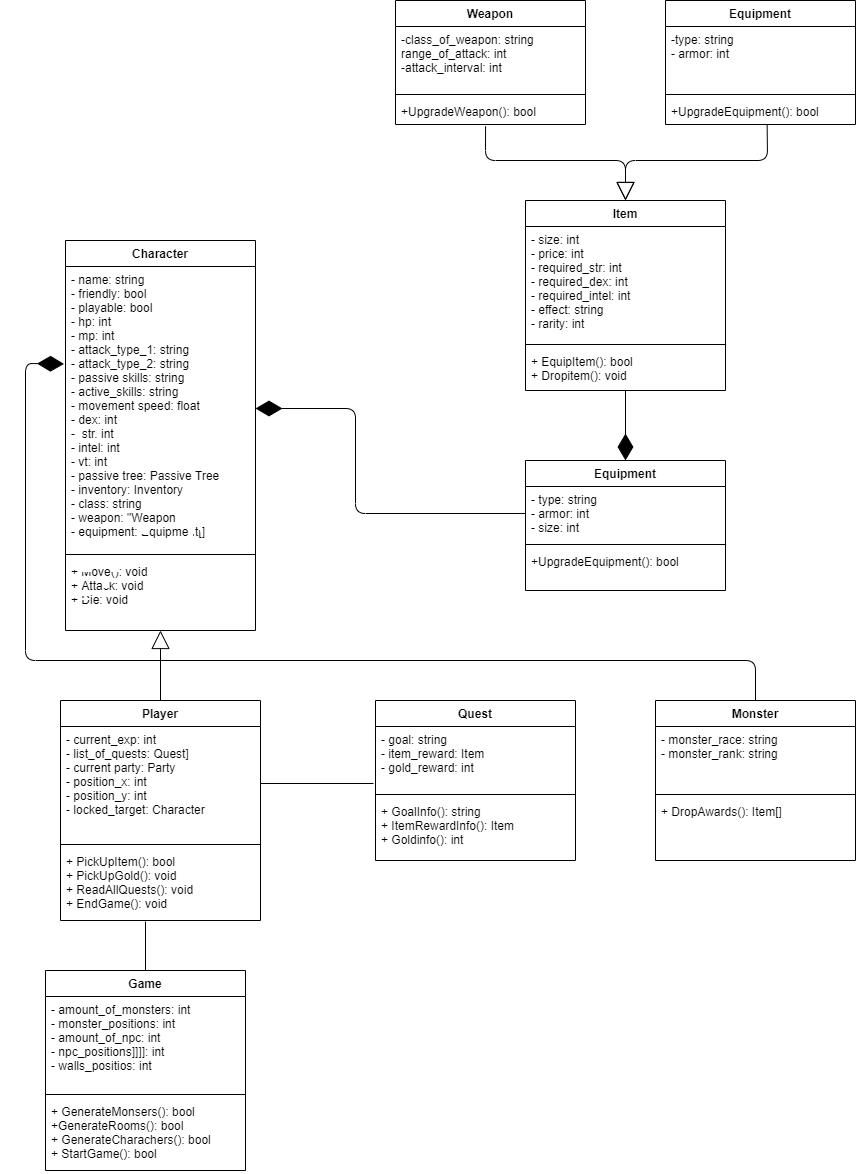 Weapon
-class_of_weapon: string
range_of_attack: int
-attack_interval: int
+UpgradeWeapon(): bool
Equipment
-type: string
- armor: int
+UpgradeEquipment(): bool
Item
- size: int
- price: int
- required_str: int
- required_dex: int
- required_intel: int
- effect: string
- rarity: int
+ EquipItem(): bool
+ Dropitem(): void
Character
- name: string
- friendly: bool
- playable: bool
- hp: int
- mp: int
- attack_type_1: string
- attack_type_2: string
- passive skills: string
- active_skills: string
- movement speed: float
- dex: int
- str. int
- intel: int
- vt: int
- passive tree: Passive Tree
- inventory: Inventory
- class: string
- weapon: "Weapon
- equipment:
+ void
+ Attack: void
+ Die: void
Equipment
- type: string
- armor: int
- size: int
+UpgradeEquipment(): bool
Player
- current_exp: int
- list_of_quests: Quest]
- current party: Party
- position_x: int
- position_y: int
- locked_target: Character
+ PickUpItem(): bool
+ PickUpGold(): void
+ ReadAllQuests(): void
+ EndGame(): void
Quest
- goal: string
- item_reward: Item
- gold_reward: int
+ GoalInfo(): string
+ ItemRewardInfo(): Item
+ Goldinfo(): int
Monster
- monster_race: string
- monster_rank: string
+ DropAwards(): Item[]
Game
- amount_of_monsters: int
- monster_positions: int
- amount_of_npc: int
- npc_positions]]]]: int
- walls_positios: int
+ GenerateMonsers(): bool
+GenerateRooms(): bool
+ GenerateCharachers(): bool
+ StartGame(): bool